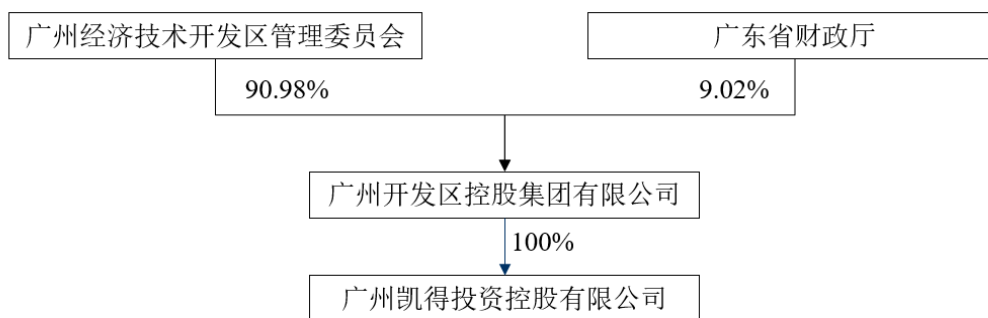 广州经济技术开发区管理委员会
广东省财政厅
90.98%
9.02%
广州开发区控股集团有限公司
100%
广州凯得投资控股有限公司